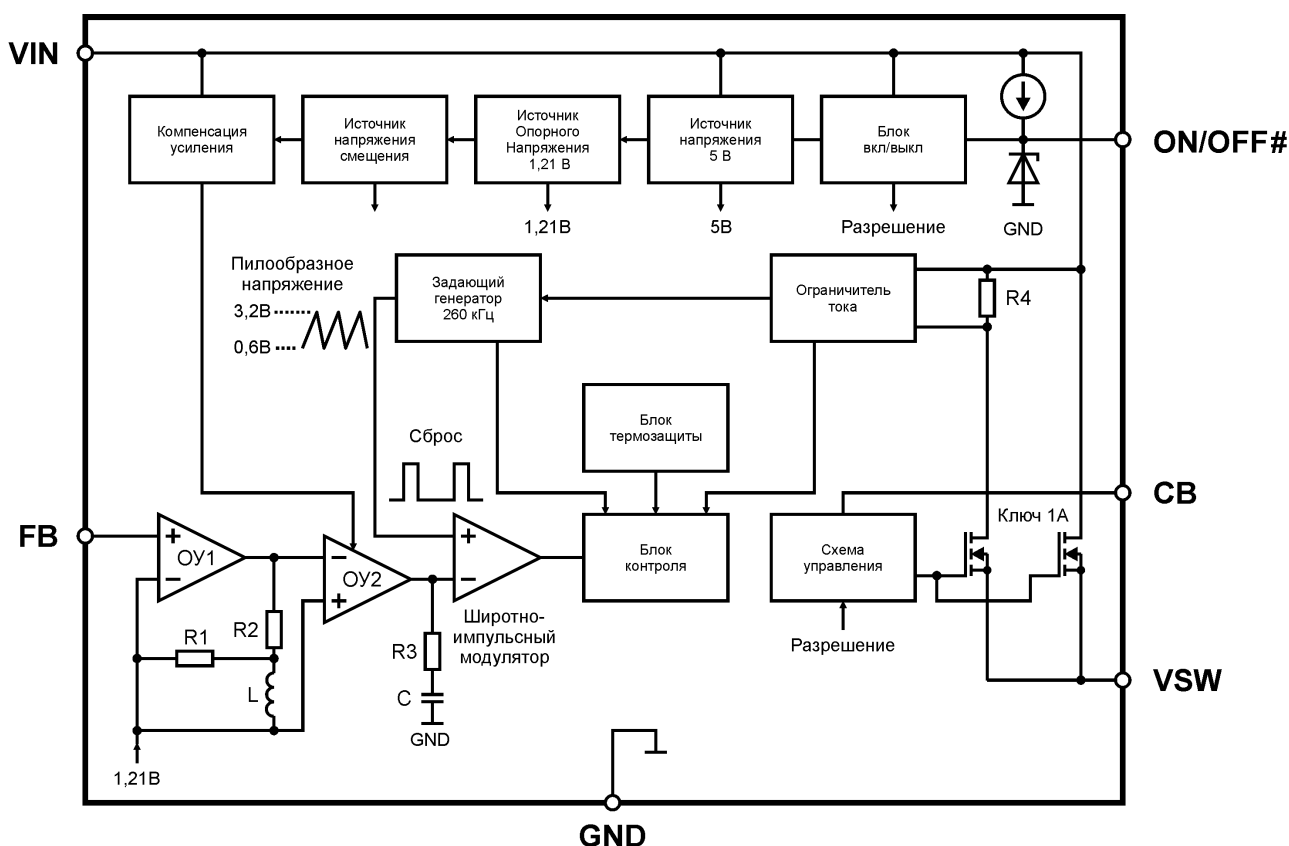 VIN
Компенсация
усиления
Источник
напряжения
смещения
Источник
Опорного
Напряжения
1,21 В
Источник
напряжения
5 В
Блок
вкл/выкл
ON/OFF#
1,21В
5В
Разрешение
GND
Пилообразное
напряжение
3,2В
0,6В
Задающий
генератор
260 кГц
Ограничитель
тока
R4
Блок
термозащиты
Сброс
CB
Ключ 1А
FB
ОУ1
ОУ2
Блок
контроля
Схема
управления
Широтно-
импульсный
модулятор
R1
R2
R3
Разрешение
L
C
VSW
GND
1,21В
GND